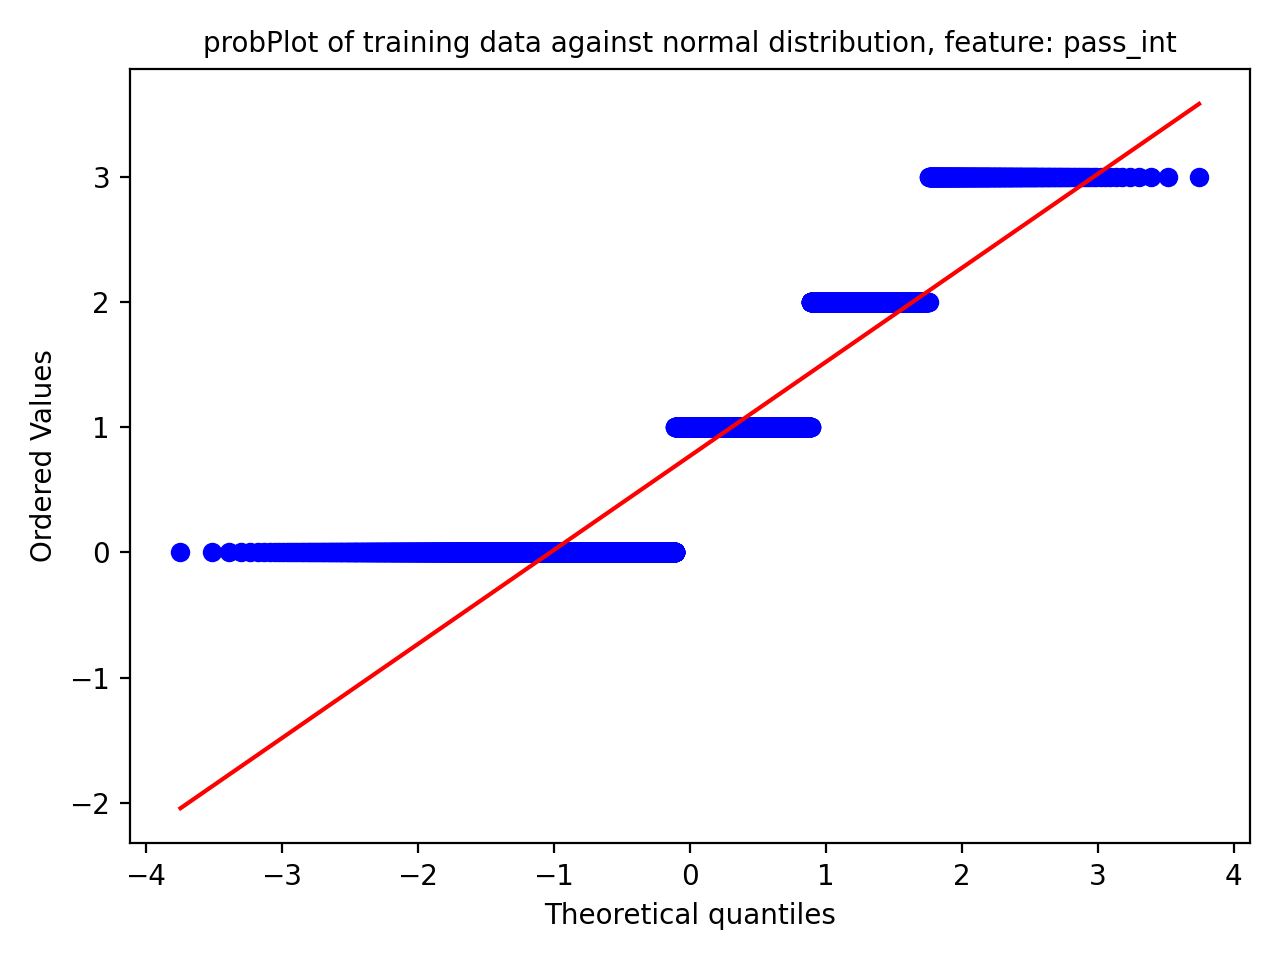 probPlot of training data against normal distribution, feature: pass_int
3
2
1
0
−1
−2
Ordered Values
−4 −3 −2 −1 0 1 2 3 4
Theoretical quantiles